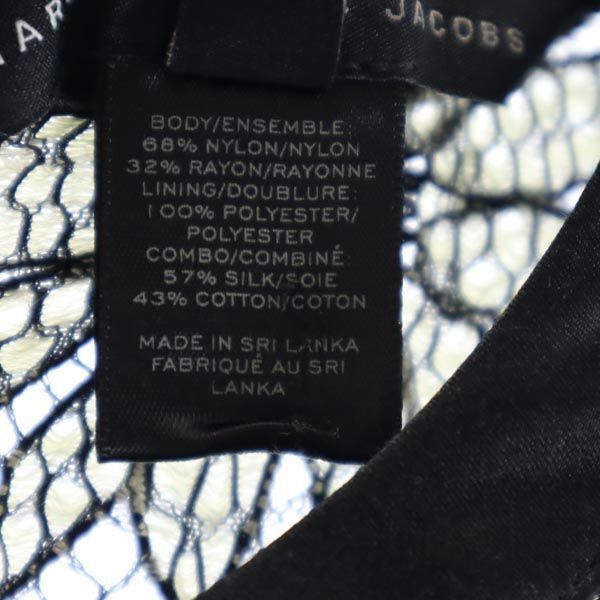 JACOBS
BODY/ENSEMBLE:
68% NYLON/NYLON
32% RAYON/RAYONNE
LINING/DOUBLURE:
100% POLYESTER/
POLYESTER
COMBO/COMBINÉ:
57% SILK/SOIE
43% COTTON/COTON
MADE IN SRI LANKA
FABRIQUÉ AU SRI
LANKA